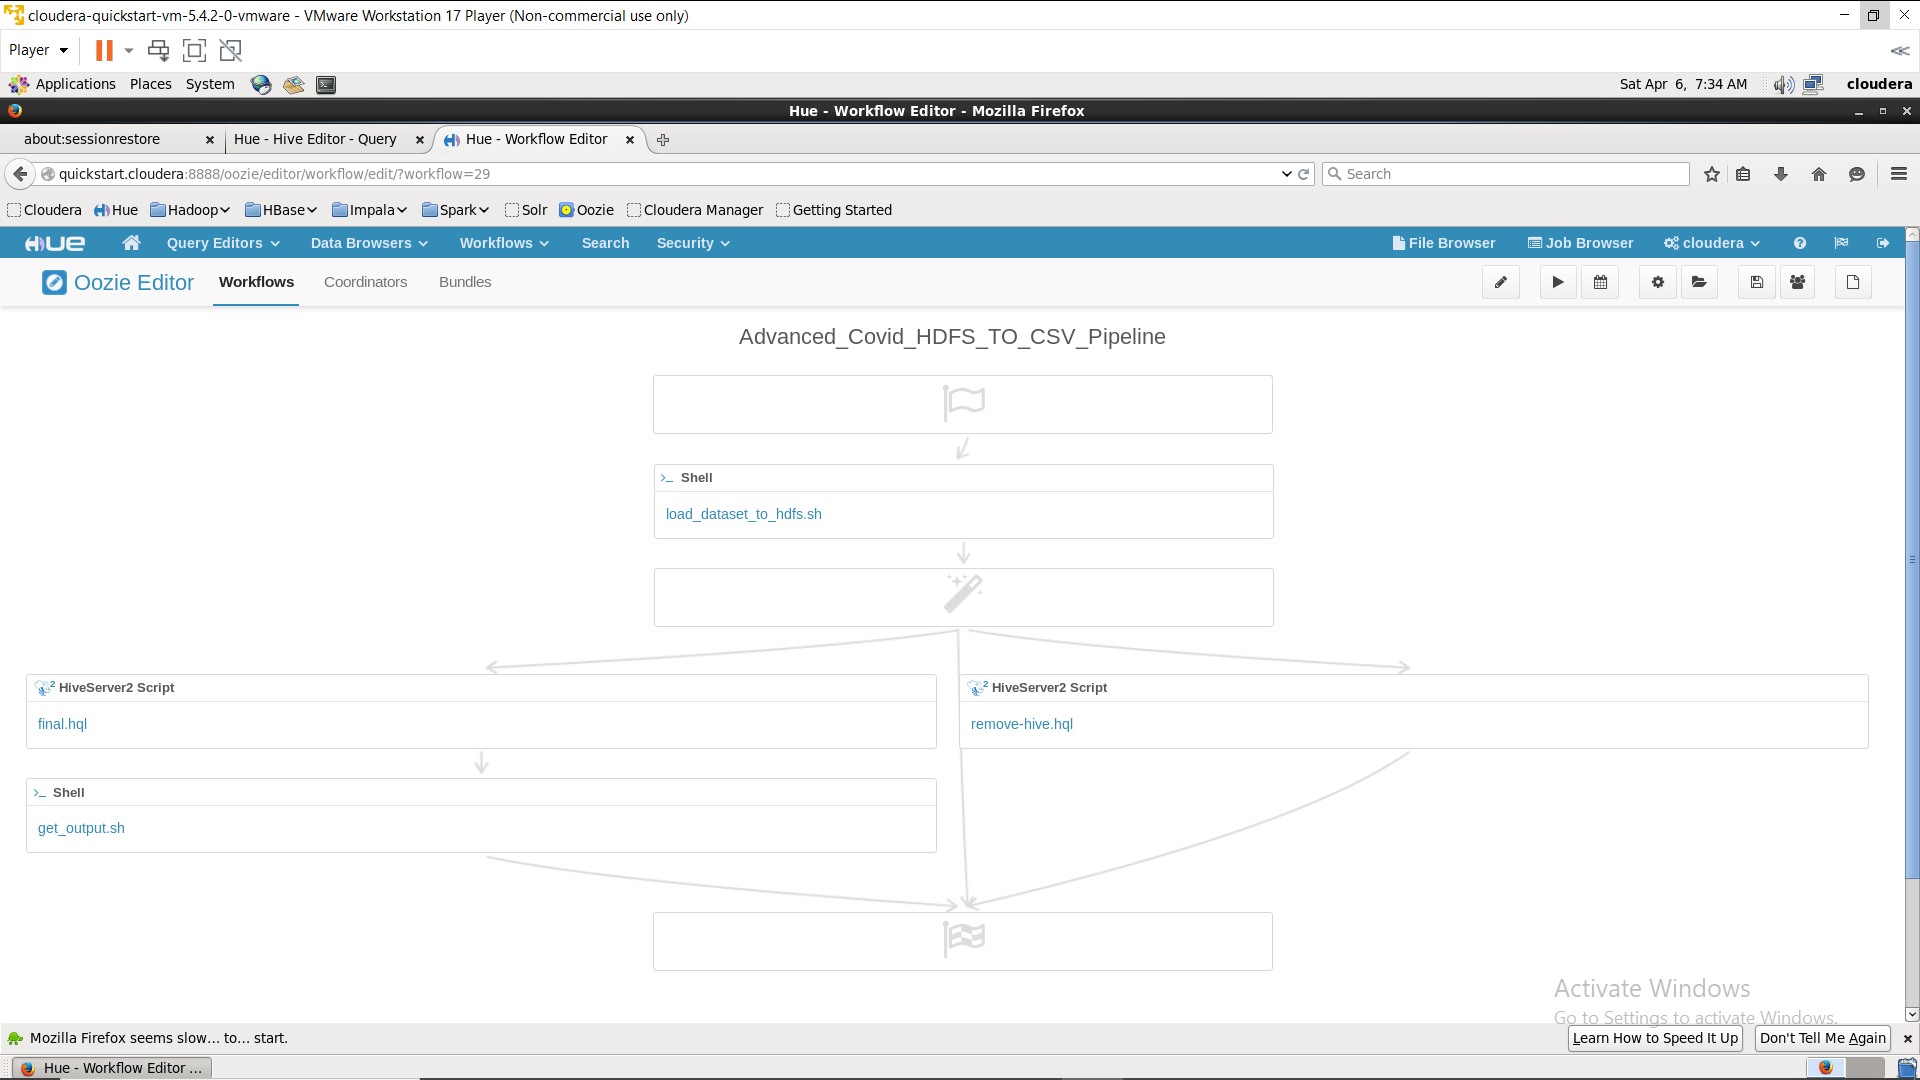 cloudera-quickstart-vm-5.4.2-0-vmware - VMware Workstation 17 Player (Non-commercial use only)
Player
Applications Places System Sat Apr 6, 7:34 AM cloudera
Hue - Workflow Editor - Mozilla Firefox
about:sessionrestore Hue - Hive Editor - Query Hue - Workflow Editor
quickstart.cloudera:8888/oozie/editor/workflow/edit/?workflow=29 Search
Cloudera Hue Hadoop HBase Impala Spark Solr Oozie Cloudera Manager Getting Started
HUE Query Editors Data Browsers Workflows Search Security File Browser Job Browser cloudera
Oozie Editor Workflows Coordinators Bundles
Advanced_Covid_HDFS_TO_CSV_Pipeline
>_ Shell
load_dataset_to_hdfs.sh
2 HiveServer2 Script
final.hql
2 HiveServer2 Script
remove-hive.hql
>_ Shell
get_output.sh
Activate Windows
Go to Settings to activate Windows.
Mozilla Firefox seems slow... to... start. Learn How to Speed It Up Don't Tell Me Again
Hue - Workflow Editor ...